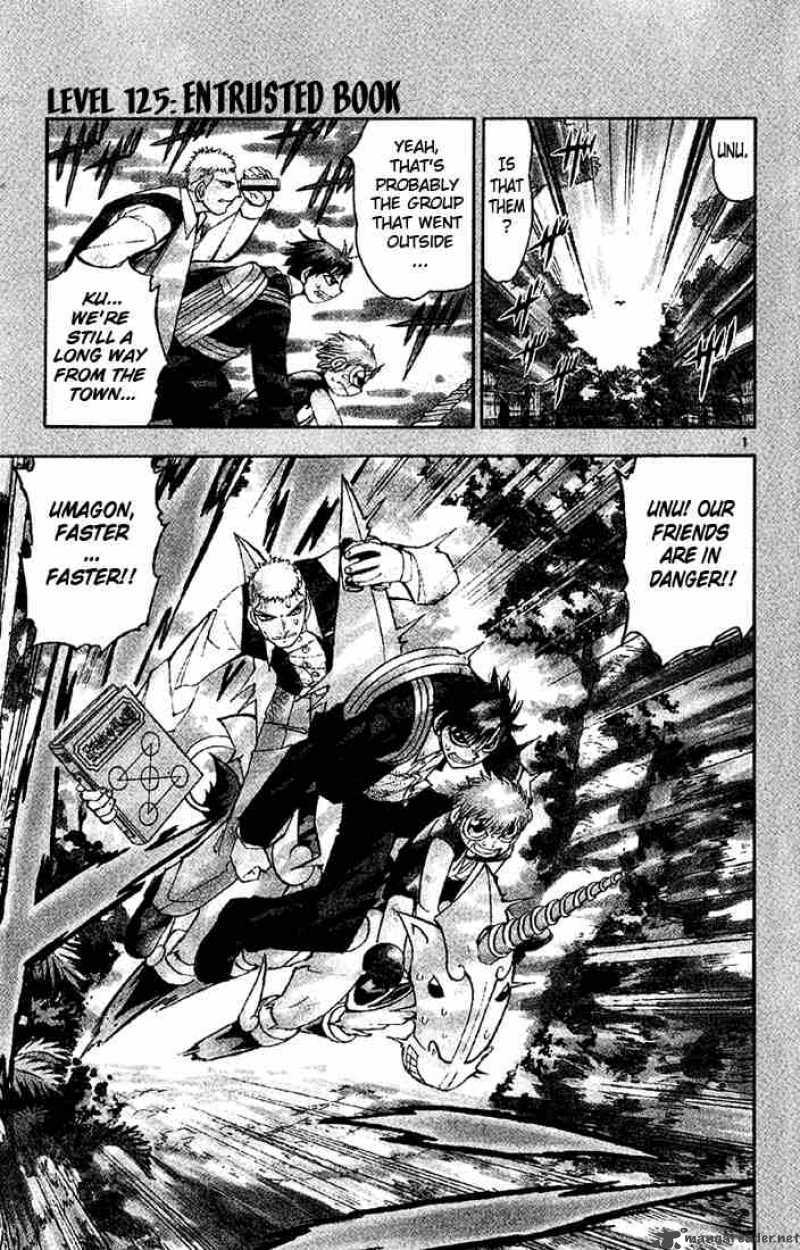 LEVEL 125: ENTRUSTED BOOK
UNU.
IS
THAT
THEM
?
YEAH,
THAT'S
PROBABLY
THE GROUP
THAT WENT
OUTSIDE
...
KU...
WE'RE
STILL A
LONG WAY
FROM THE
TOWN...
1
UNU! OUR
FRIENDS
ARE IN
DANGER!!
UMAGON,
FASTER
...
FASTER!!
mangareader.net